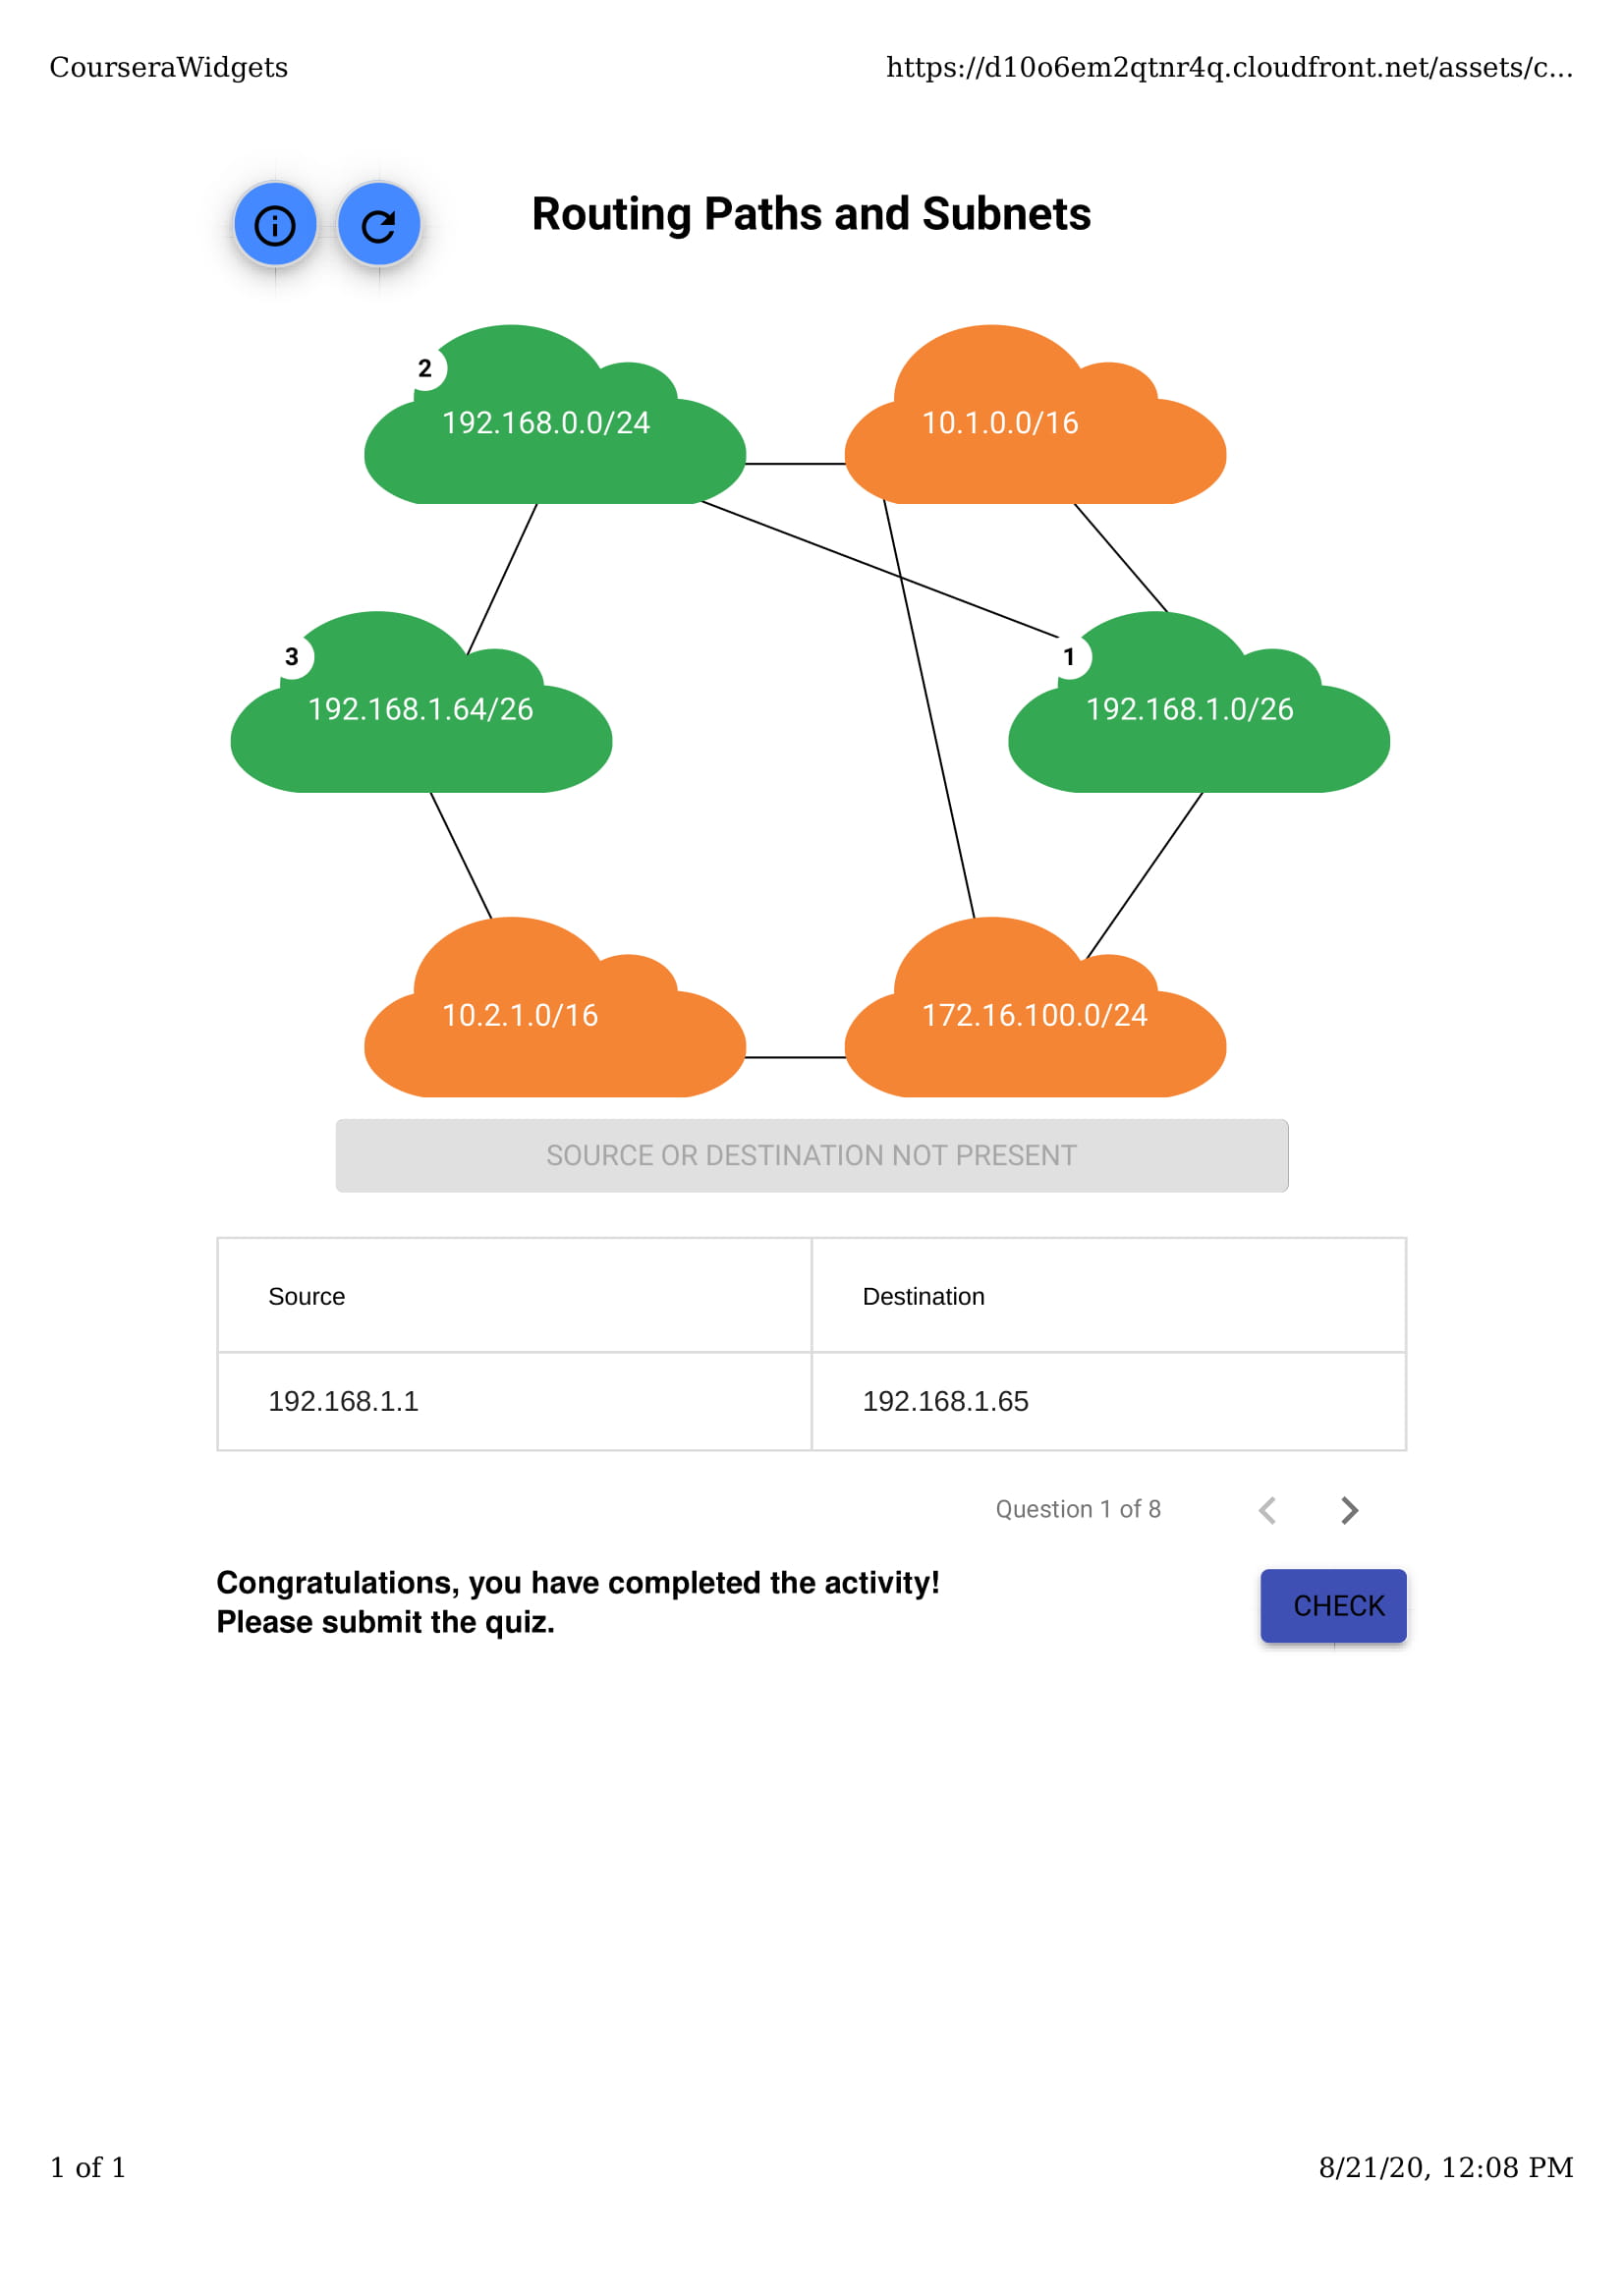 CourseraWidgets https://d10o6em2qtnr4q.cloudfront.net/assets/c...
Routing Paths and Subnets
2
192.168.0.0/24
10.1.0.0/16
3
192.168.1.64/26
1
192.168.1.0/26
10.2.1.0/16
172.16.100.0/24
SOURCE OR DESTINATION NOT PRESENT
Source Destination
192.168.1.1 192.168.1.65
Question 1 of 8
Congratulations, you have completed the activity!
Please submit the quiz.
CHECK
1 of 1 8/21/20, 12:08 PM